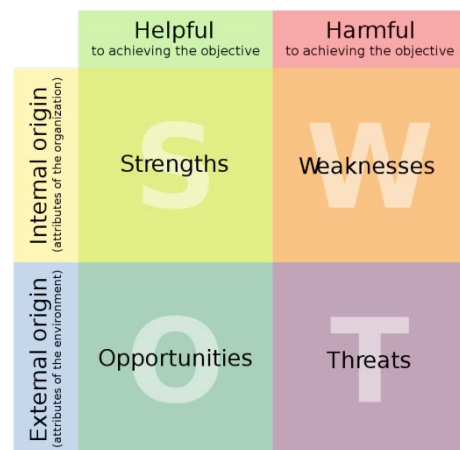 Helpful
to achieving the objective
Harmful
to achieving the objective
Internal origin
(attributes of the organization)
S
Strengths
W
Weaknesses
External origin
(attributes of the environment)
O
Opportunities
T
Threats